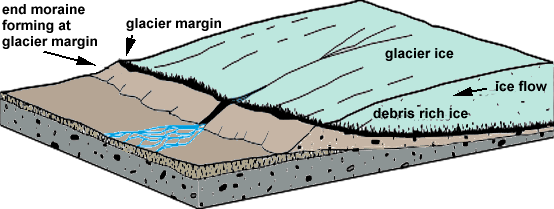 end moraine
forming at
glacier margin
glacier margin
glacier ice
ice flow
debris rich ice